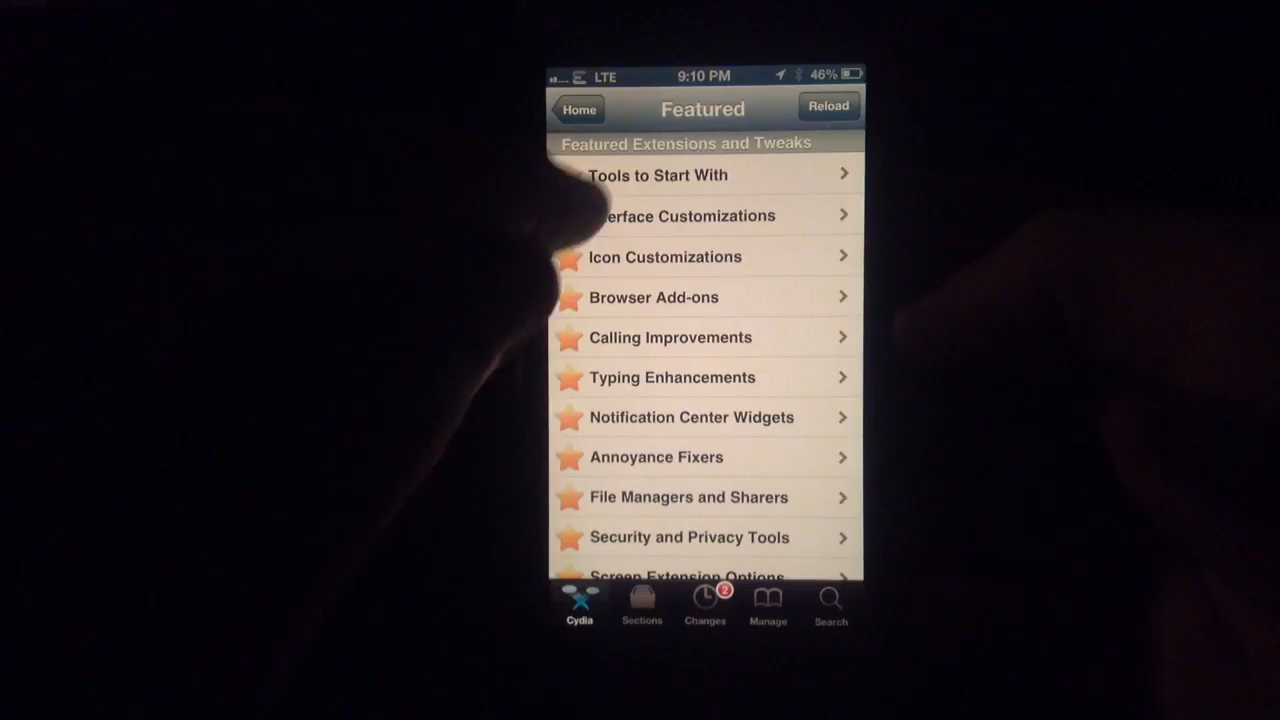 LTE 9:10 PM 46%
Home Featured Reload
Featured Extensions and Tweaks
Tools to Start With
erface Customizations
Icon Customizations
Browser Add-ons
Calling Improvements
Typing Enhancements
Notification Center Widgets
Annoyance Fixers
File Managers and Sharers
Security and Privacy Tools
Screen Extension Options
2
Cydia Sections Changes Manage Search